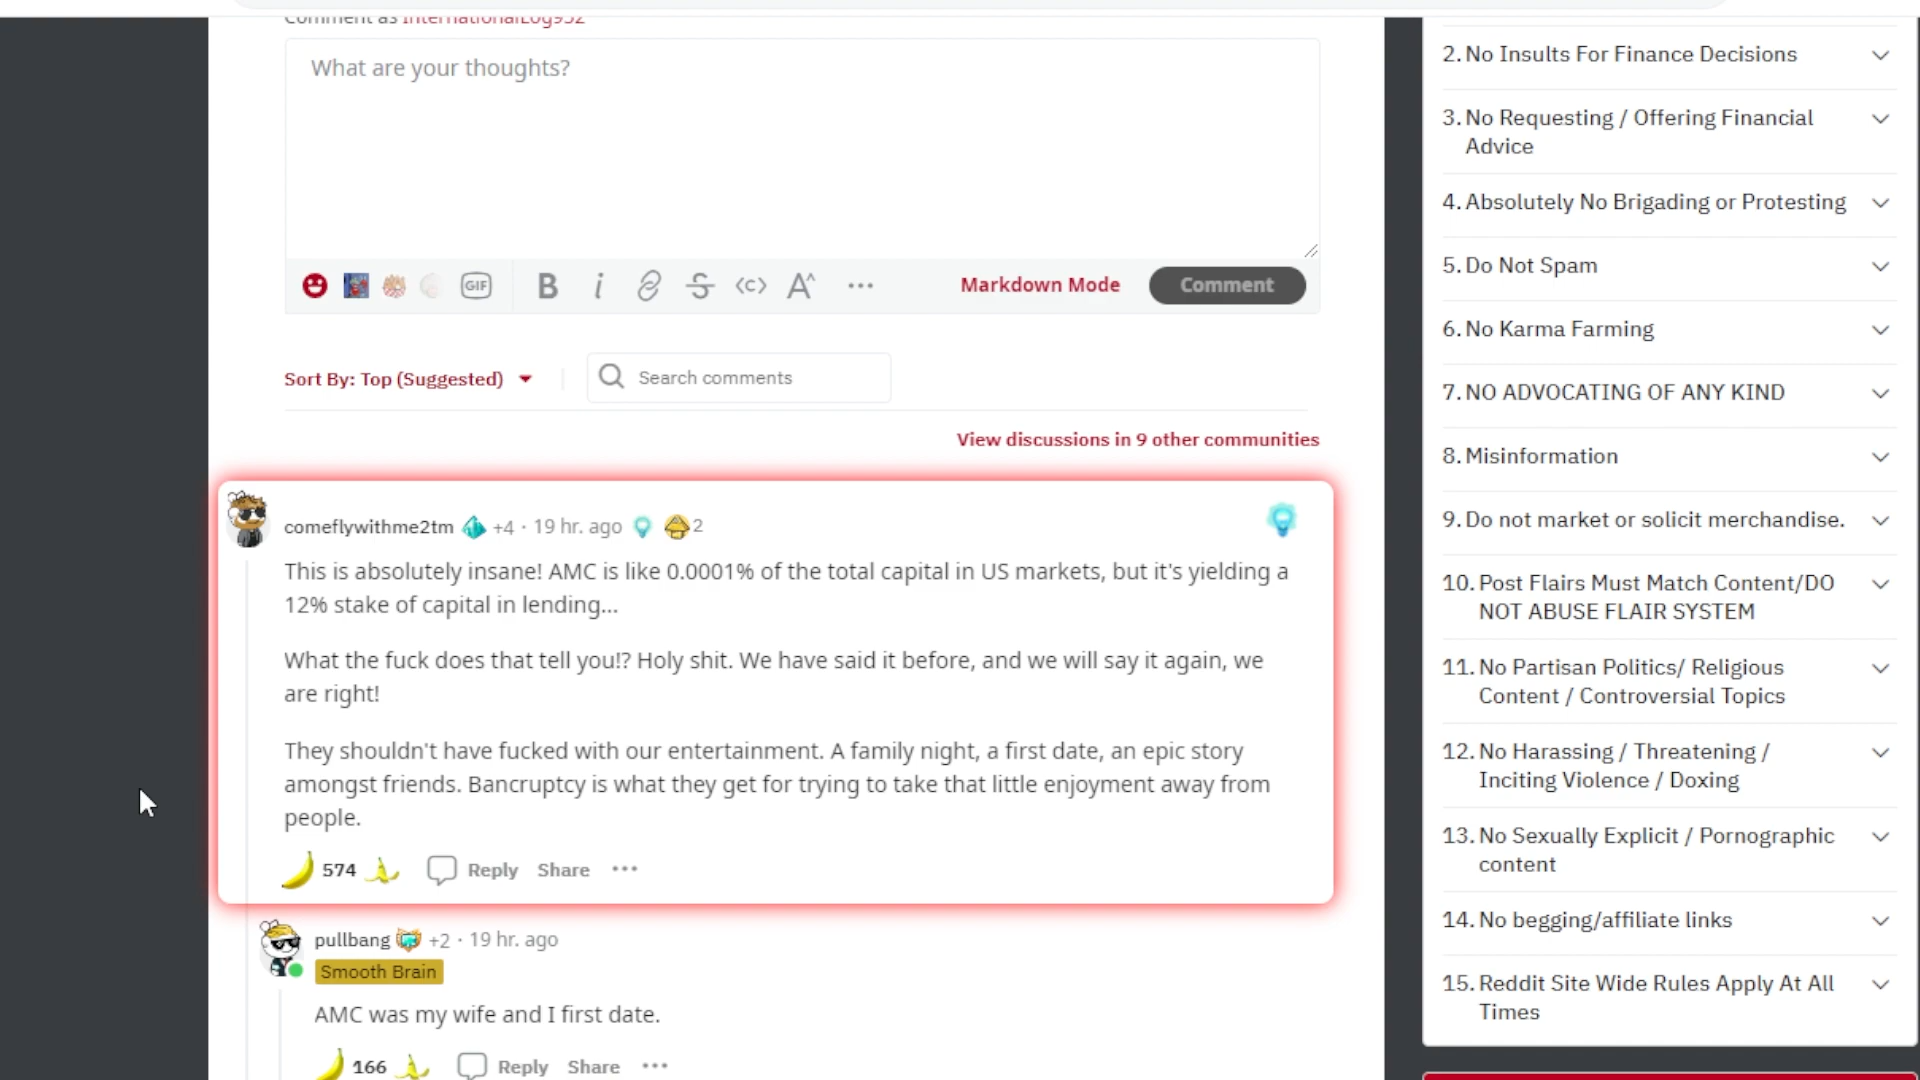 Comment as InternationalLog952
What are your thoughts?
GIF
B i S <c> A^ ...
Markdown Mode
Comment
Sort By: Top (Suggested)
Search comments
View discussions in 9 other communities
comeflywithme2tm +4 · 19 hr. ago 2
This is absolutely insane! AMC is like 0.0001% of the total capital in US markets, but it's yielding a
12% stake of capital in lending...
What the fuck does that tell you!? Holy shit. We have said it before, and we will say it again, we
are right!
They shouldn't have fucked with our entertainment. A family night, a first date, an epic story
amongst friends. Bancruptcy is what they get for trying to take that little enjoyment away from
people.
574 Reply Share ...
pullbang +2 · 19 hr. ago
Smooth Brain
AMC was my wife and I first date.
166 Reply Share ...
2. No Insults For Finance Decisions
3. No Requesting / Offering Financial
Advice
4. Absolutely No Brigading or Protesting
5. Do Not Spam
6. No Karma Farming
7. NO ADVOCATING OF ANY KIND
8. Misinformation
9. Do not market or solicit merchandise.
10. Post Flairs Must Match Content/DO
NOT ABUSE FLAIR SYSTEM
11. No Partisan Politics/ Religious
Content / Controversial Topics
12. No Harassing / Threatening /
Inciting Violence / Doxing
13. No Sexually Explicit / Pornographic
content
14. No begging/affiliate links
15. Reddit Site Wide Rules Apply At All
Times